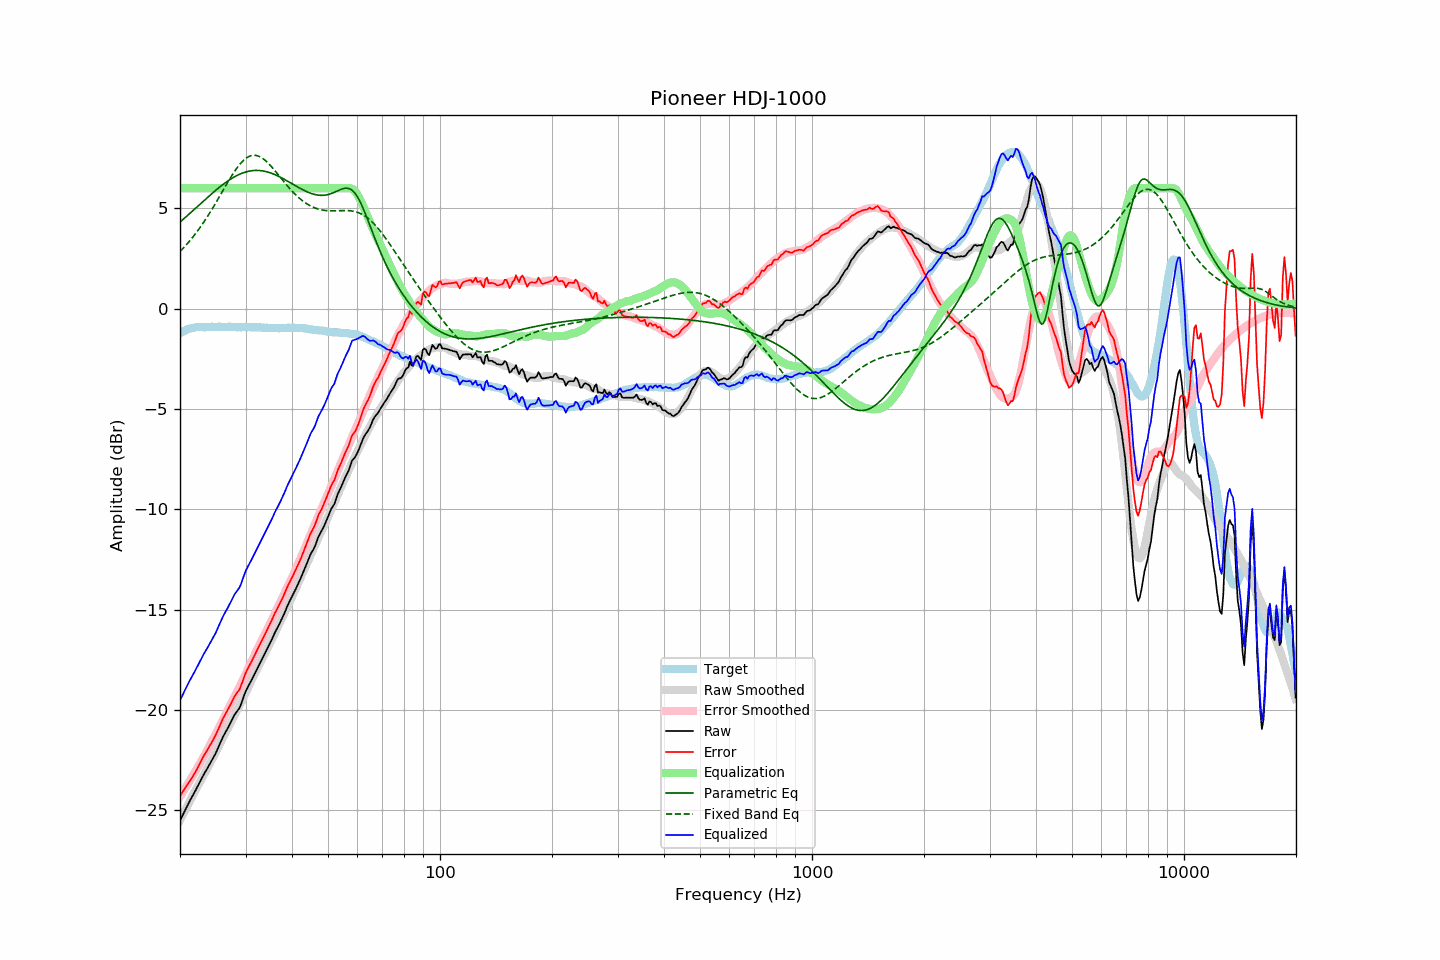 Pioneer HDJ-1000
Amplitude (dBr)
5
0
−5
−10
−15
−20
−25
Target
Raw Smoothed
Error Smoothed
Raw
Error
Equalization
Parametric Eq
Fixed Band Eq
Equalized
100
1000
10000
Frequency (Hz)